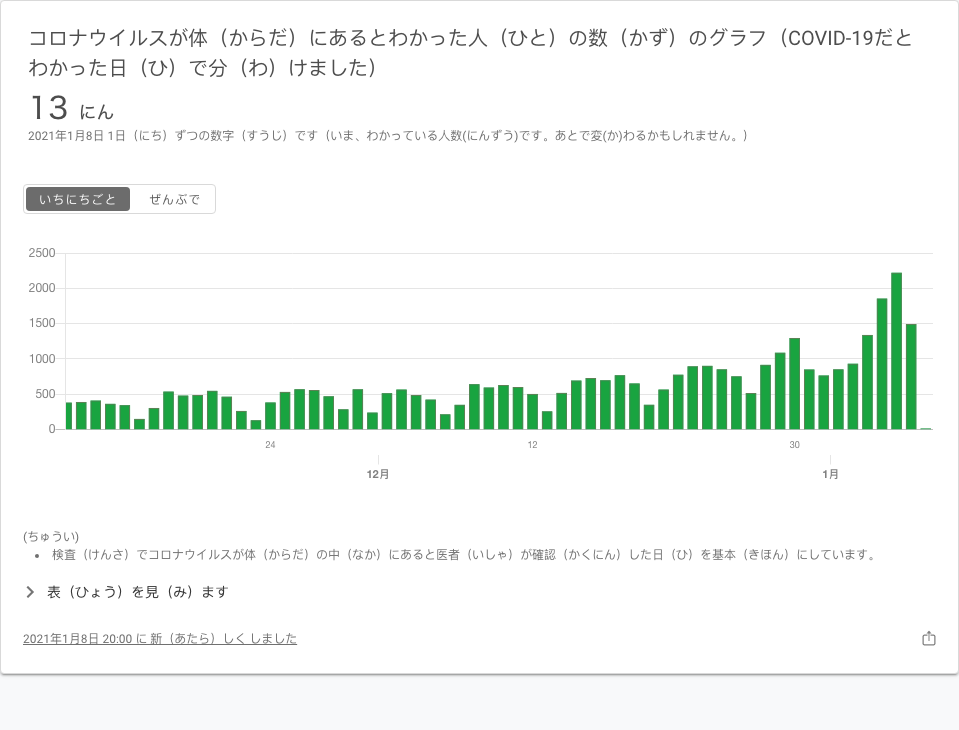 コロナウイルスが体（からだ）にあるとわかった人（ひと）の数（かず）のグラフ（COVID-19だと
わかった日（ひ）で分（わ）けました）
13 にん
2021年1月8日 1日（にち）ずつの数字（すうじ）です（いま、わかっている人数(にんずう)です。あとで変(か)わるかもしれません。）
いちにちごと ぜんぶで
2500
2000
1500
1000
500
0
24 12 30
12月 1月
(ちゅうい)
• 検査（けんさ）でコロナウイルスが体（からだ）の中（なか）にあると医者（いしゃ）が確認（かくにん）した日（ひ）を基本（きほん）にしています。
表（ひょう）を見（み）ます
2021年1月8日 20:00 に 新（あたら）しく しました